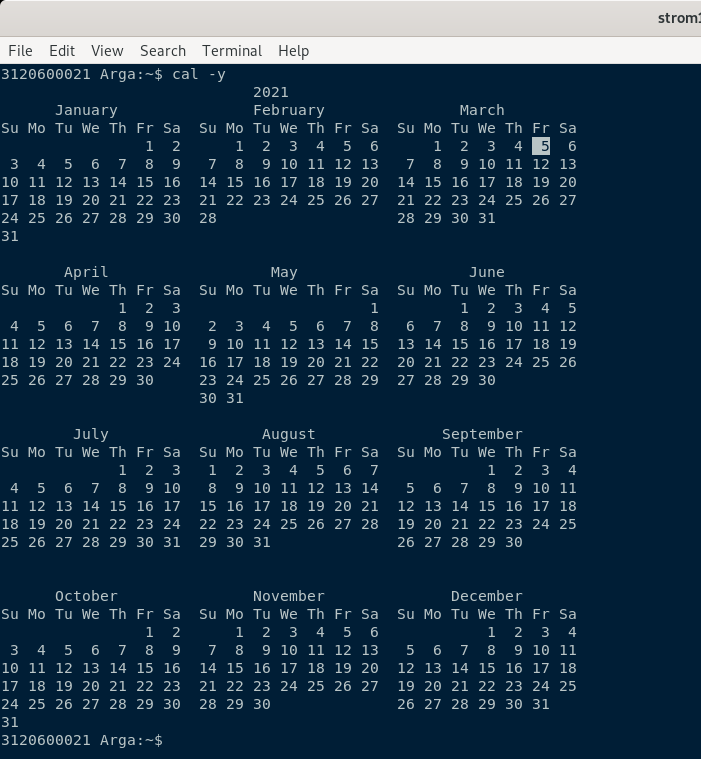 strom1
File Edit View Search Terminal Help
3120600021 Arga:~$ cal -y
                            2021
      January               February               March
Su Mo Tu We Th Fr Sa  Su Mo Tu We Th Fr Sa  Su Mo Tu We Th Fr Sa
                1  2      1  2  3  4  5  6      1  2  3  4  5  6
 3  4  5  6  7  8  9   7  8  9 10 11 12 13   7  8  9 10 11 12 13
10 11 12 13 14 15 16  14 15 16 17 18 19 20  14 15 16 17 18 19 20
17 18 19 20 21 22 23  21 22 23 24 25 26 27  21 22 23 24 25 26 27
24 25 26 27 28 29 30  28                    28 29 30 31
31

       April                  May                   June
Su Mo Tu We Th Fr Sa  Su Mo Tu We Th Fr Sa  Su Mo Tu We Th Fr Sa
             1  2  3                     1         1  2  3  4  5
 4  5  6  7  8  9 10   2  3  4  5  6  7  8   6  7  8  9 10 11 12
11 12 13 14 15 16 17   9 10 11 12 13 14 15  13 14 15 16 17 18 19
18 19 20 21 22 23 24  16 17 18 19 20 21 22  20 21 22 23 24 25 26
25 26 27 28 29 30     23 24 25 26 27 28 29  27 28 29 30
                      30 31

        July                 August              September
Su Mo Tu We Th Fr Sa  Su Mo Tu We Th Fr Sa  Su Mo Tu We Th Fr Sa
             1  2  3   1  2  3  4  5  6  7            1  2  3  4
 4  5  6  7  8  9 10   8  9 10 11 12 13 14   5  6  7  8  9 10 11
11 12 13 14 15 16 17  15 16 17 18 19 20 21  12 13 14 15 16 17 18
18 19 20 21 22 23 24  22 23 24 25 26 27 28  19 20 21 22 23 24 25
25 26 27 28 29 30 31  29 30 31              26 27 28 29 30

      October               November              December
Su Mo Tu We Th Fr Sa  Su Mo Tu We Th Fr Sa  Su Mo Tu We Th Fr Sa
                1  2      1  2  3  4  5  6            1  2  3  4
 3  4  5  6  7  8  9   7  8  9 10 11 12 13   5  6  7  8  9 10 11
10 11 12 13 14 15 16  14 15 16 17 18 19 20  12 13 14 15 16 17 18
17 18 19 20 21 22 23  21 22 23 24 25 26 27  19 20 21 22 23 24 25
24 25 26 27 28 29 30  28 29 30              26 27 28 29 30 31
31
3120600021 Arga:~$